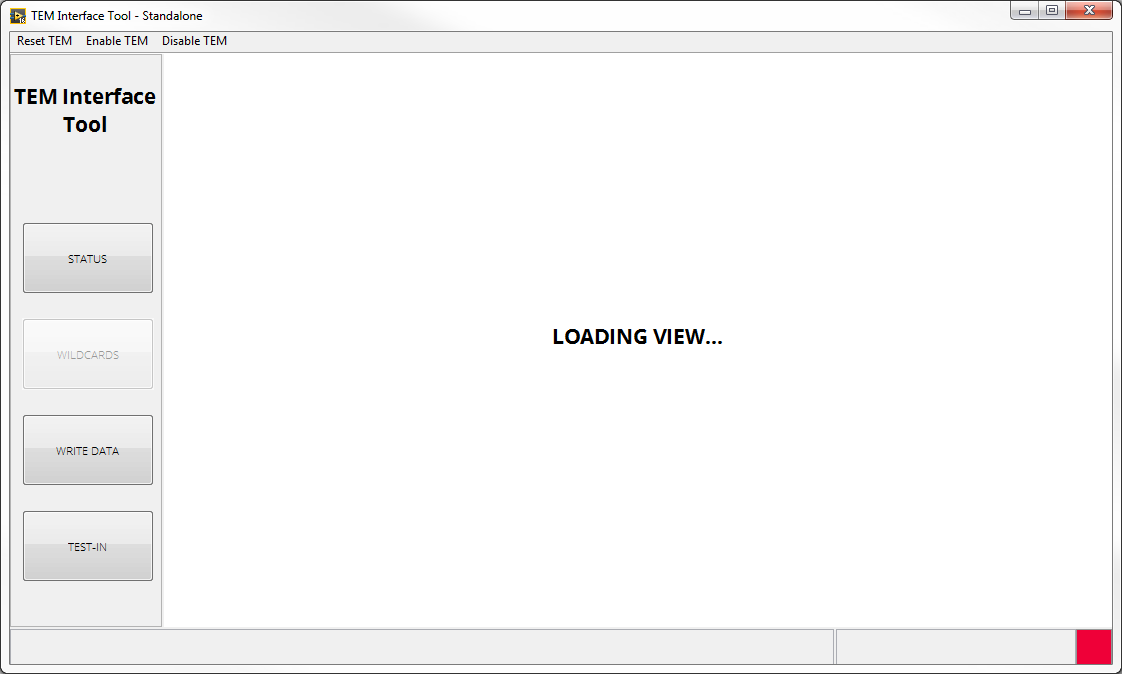 TEM Interface Tool - Standalone
Reset TEM Enable TEM Disable TEM
TEM Interface
Tool
STATUS
WILDCARDS
WRITE DATA
TEST-IN
LOADING VIEW...